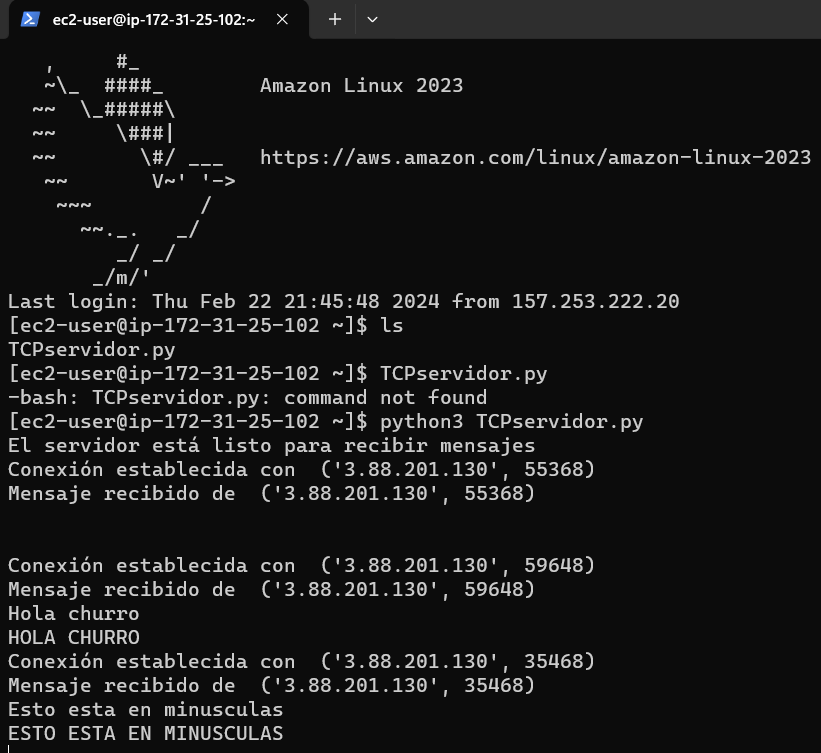 ec2-user@ip-172-31-25-102:~
   ,     #_
   ~\_  ####_        Amazon Linux 2023
  ~~  \_#####\
  ~~     \###|
  ~~       \#/ ___   https://aws.amazon.com/linux/amazon-linux-2023
   ~~       V~' '->
    ~~~         /
      ~~._.   _/
         _/ _/
       _/m/'
Last login: Thu Feb 22 21:45:48 2024 from 157.253.222.20
[ec2-user@ip-172-31-25-102 ~]$ ls
TCPservidor.py
[ec2-user@ip-172-31-25-102 ~]$ TCPservidor.py
-bash: TCPservidor.py: command not found
[ec2-user@ip-172-31-25-102 ~]$ python3 TCPservidor.py
El servidor está listo para recibir mensajes
Conexión establecida con  ('3.88.201.130', 55368)
Mensaje recibido de  ('3.88.201.130', 55368)
Conexión establecida con  ('3.88.201.130', 59648)
Mensaje recibido de  ('3.88.201.130', 59648)
Hola churro
HOLA CHURRO
Conexión establecida con  ('3.88.201.130', 35468)
Mensaje recibido de  ('3.88.201.130', 35468)
Esto esta en minusculas
ESTO ESTA EN MINUSCULAS